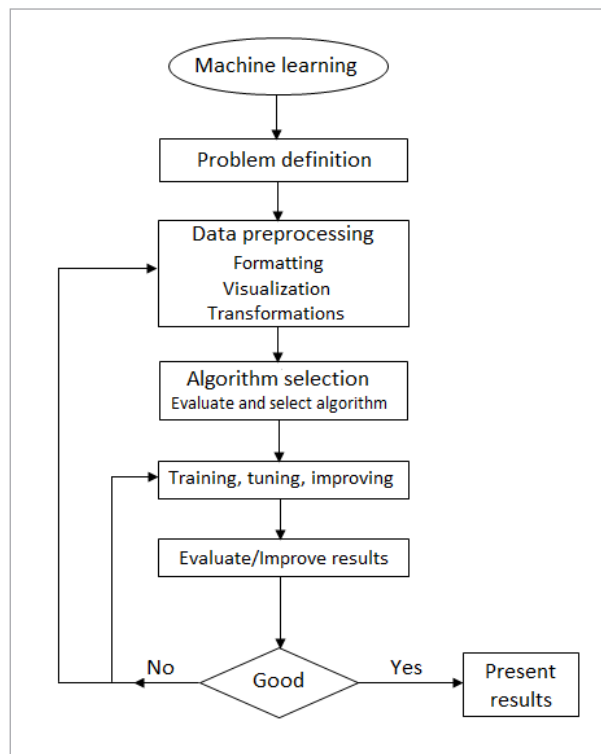 Machine learning
Problem definition
Data preprocessing
Formatting
Visualization
Transformations
Algorithm selection
Evaluate and select algorithm
Training, tuning, improving
Evaluate/Improve results
No
Good
Yes
Present
results